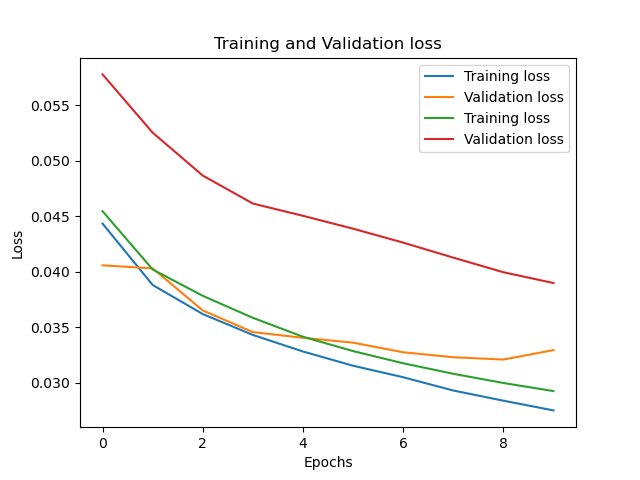 Training and Validation loss
Training loss
Validation loss
Training loss
Validation loss
0.055
0.050
0.045
0.040
0.035
0.030
Loss
0 2 4 6 8
Epochs